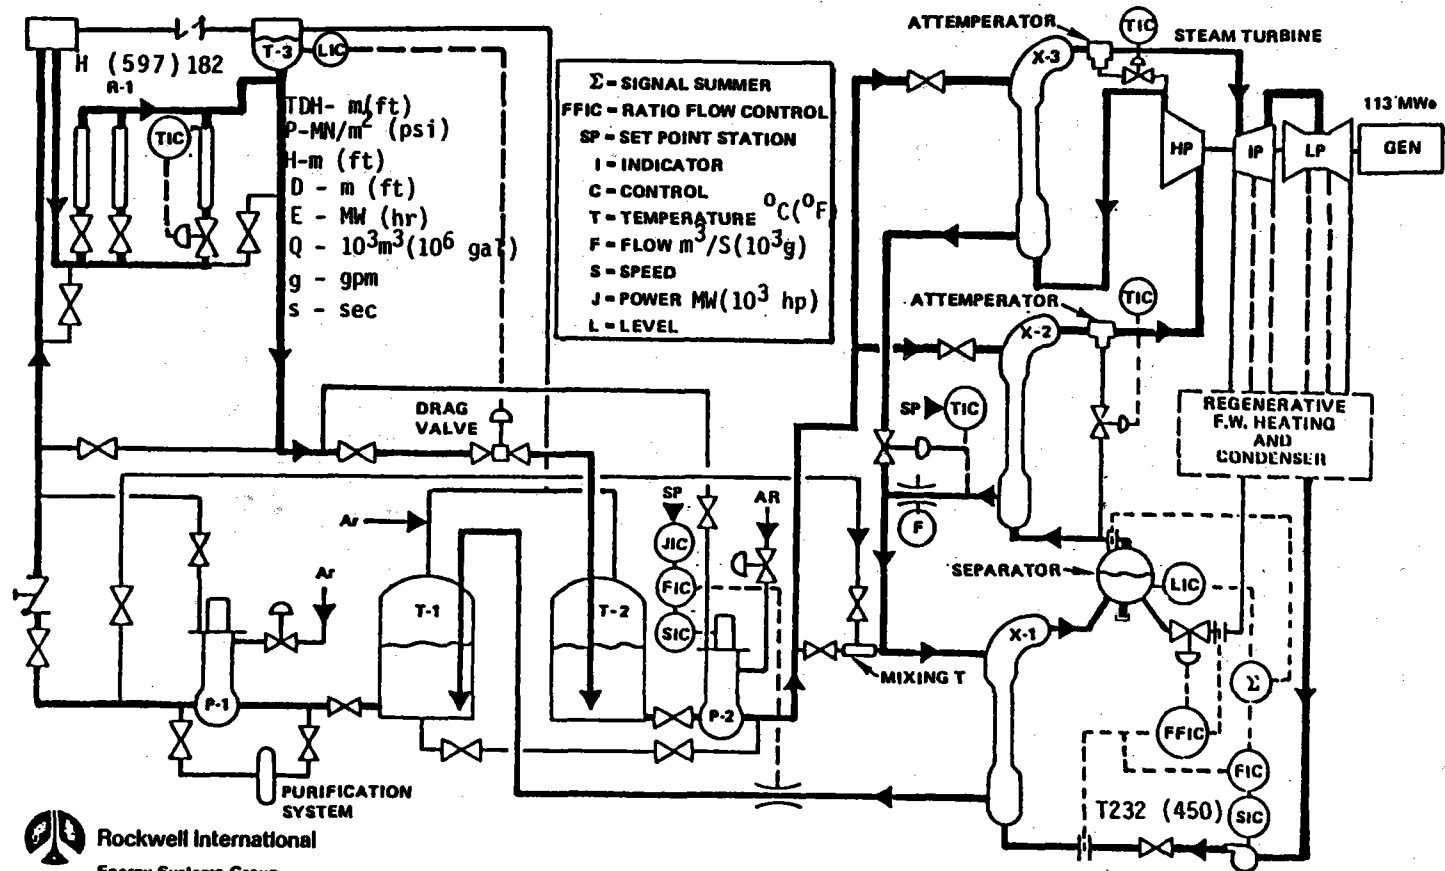 H (597) 182
R-1
T-3
LIC
TIC
TDH- m(ft)
P-MN/m² (psi)
H-m (ft)
D - m (ft)
E - MW (hr)
Q - 10³m³(10⁶ gal)
g - gpm
s - sec
Σ = SIGNAL SUMMER
FFIC = RATIO FLOW CONTROL
SP = SET POINT STATION
I = INDICATOR
C = CONTROL
T = TEMPERATURE °C(°F)
F = FLOW m³/S(10³g)
S = SPEED
J = POWER MW(10³ hp)
L = LEVEL
ATTEMPERATOR
TIC
STEAM TURBINE
X-3
113 MWe
HP
IP
LP
GEN
ATTEMPERATOR
TIC
X-2
SP
TIC
REGENERATIVE
F.W. HEATING
AND
CONDENSER
DRAG
VALVE
F
SEPARATOR
LIC
Ar
SP
AR
JIC
FIC
SIC
Ar
T-1
T-2
X-1
MIXING T
P-1
P-2
Σ
FFIC
FIC
SIC
T232 (450)
PURIFICATION
SYSTEM
Rockwell International
Energy Systems Group